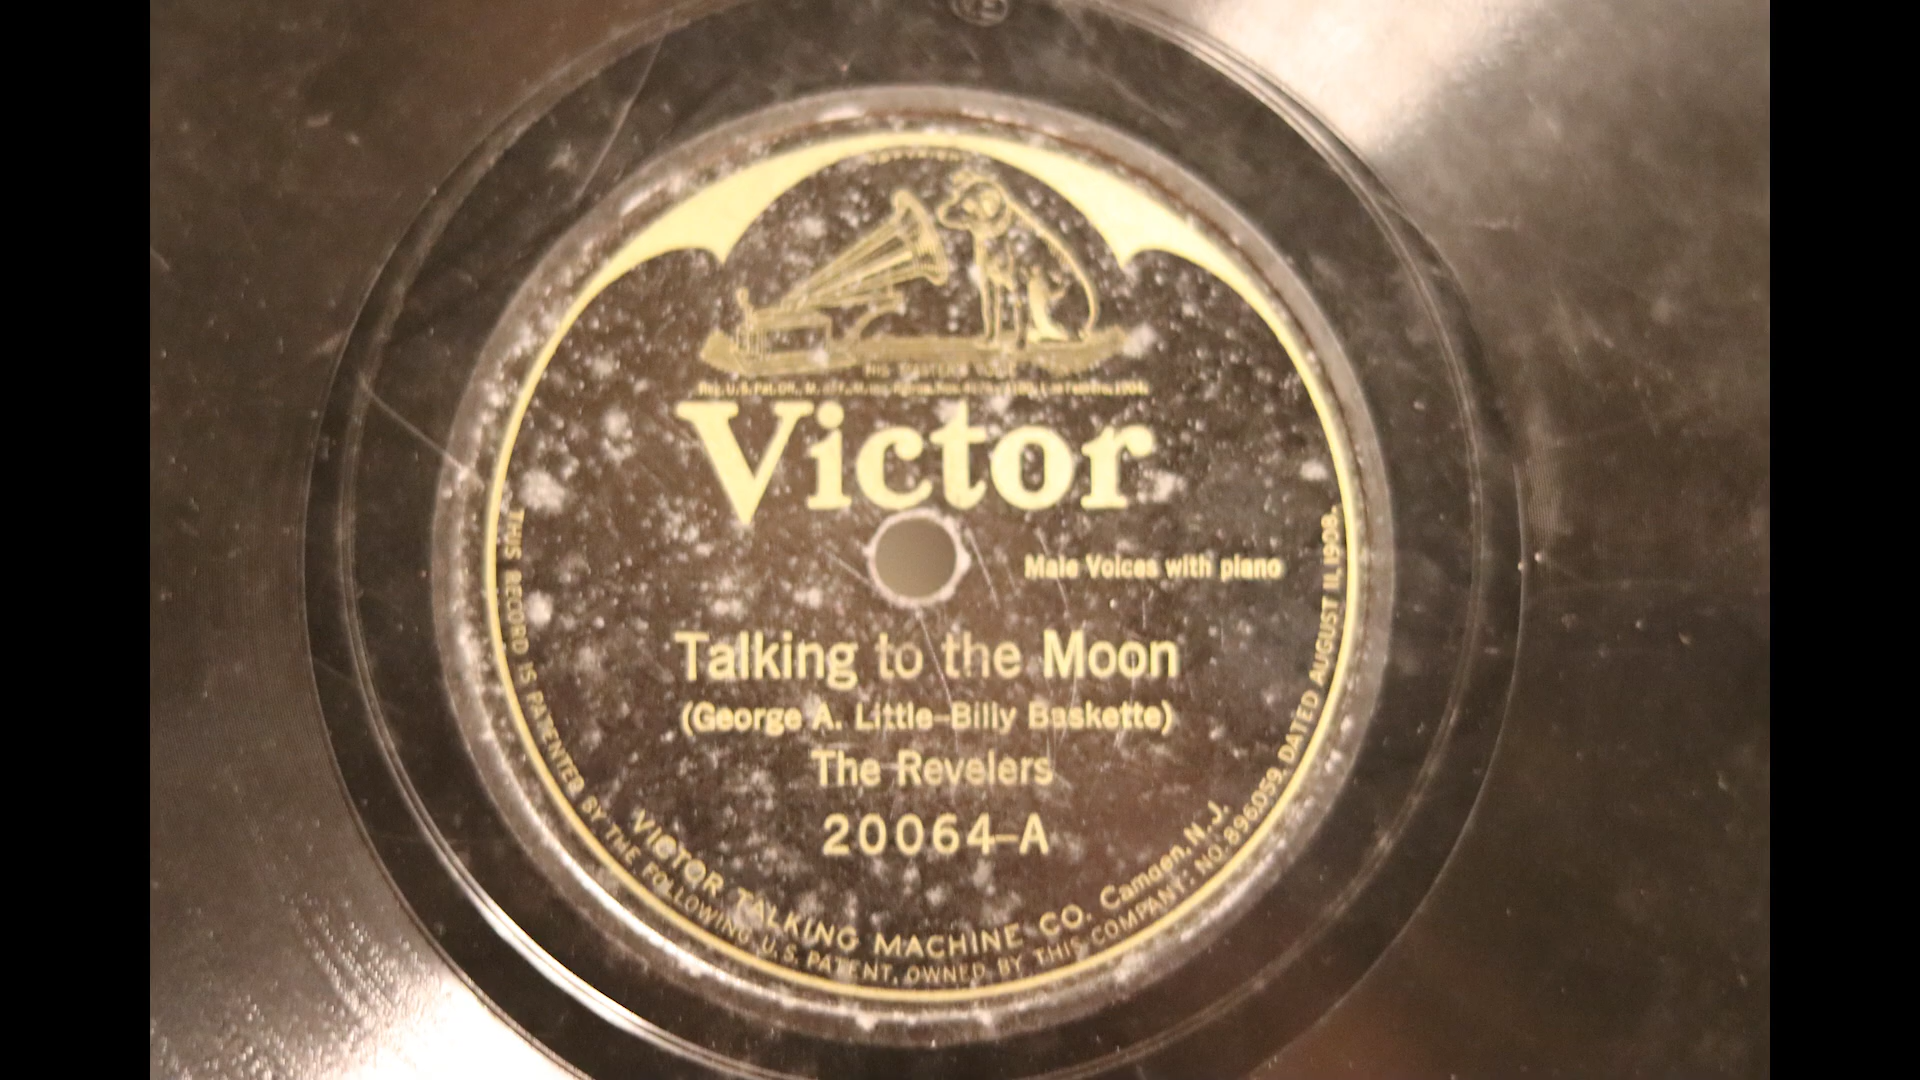 HIS MASTER'S VOICE
Victor
Male Voices with piano
Talking to the Moon
(George A. Little-Billy Baskette)
The Revelers
20064-A
VICTOR TALKING MACHINE CO. Camden, N.J.
THIS RECORD IS PATENTED BY THE FOLLOWING U.S. PATENT, OWNED BY THIS COMPANY: NO. 896059, DATED AUGUST 11, 1908.